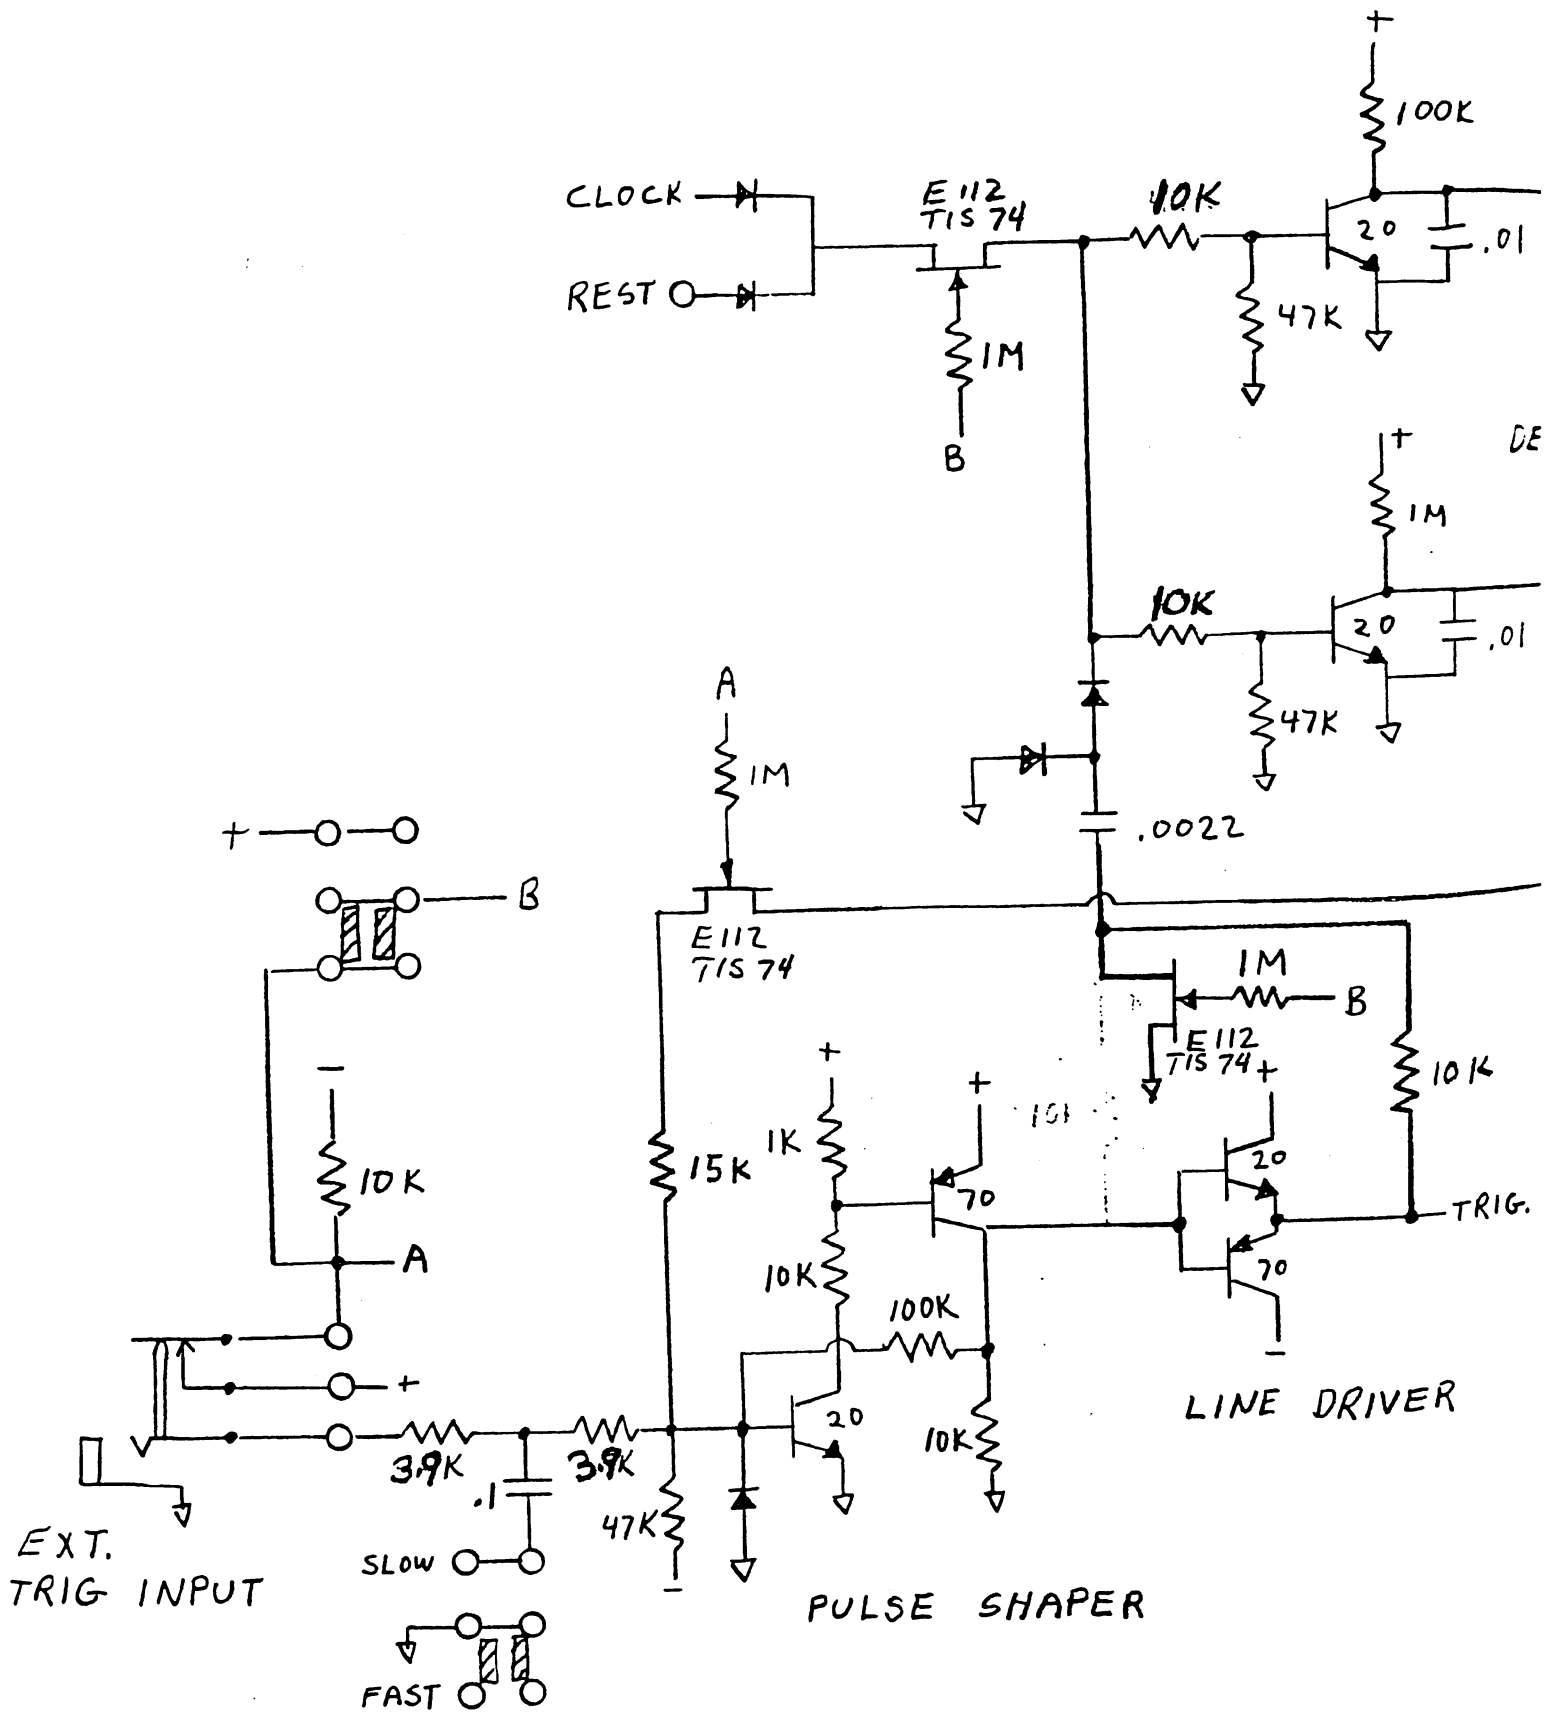 +
100K
CLOCK
E112
TIS 74
10K
20
.01
REST
47K
1M
B
+
DE
1M
10K
20
.01
A
47K
1M
.0022
+
B
E112
TIS 74
1M
B
E112
TIS 74
+
10K
−
+
+
1K
15K
20
10K
70
TRIG.
A
10K
70
100K
−
+
LINE DRIVER
20
10K
3.9K
3.9K
.1
47K
EXT.
TRIG INPUT
SLOW
−
PULSE SHAPER
FAST